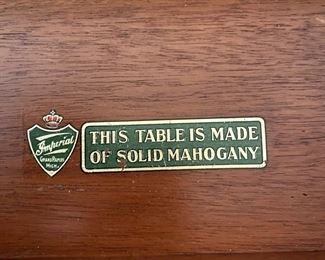 Imperial
GRAND RAPIDS
MICH.
THIS TABLE IS MADE
OF SOLID MAHOGANY